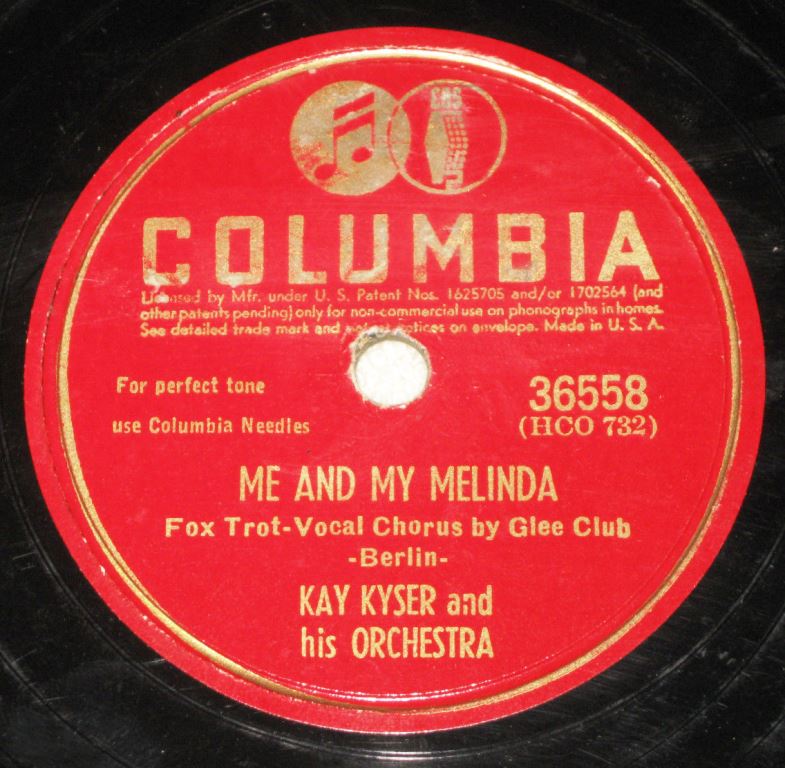 CBS
COLUMBIA
Licensed by Mfr. under U. S. Patent Nos. 1625705 and/or 1702564 (and
other patents pending) only for non-commercial use on phonographs in homes.
See detailed trade mark and patent notices on envelope. Made in U. S. A.
For perfect tone
use Columbia Needles
36558
(HCO 732)
ME AND MY MELINDA
Fox Trot-Vocal Chorus by Glee Club
-Berlin-
KAY KYSER and
his ORCHESTRA